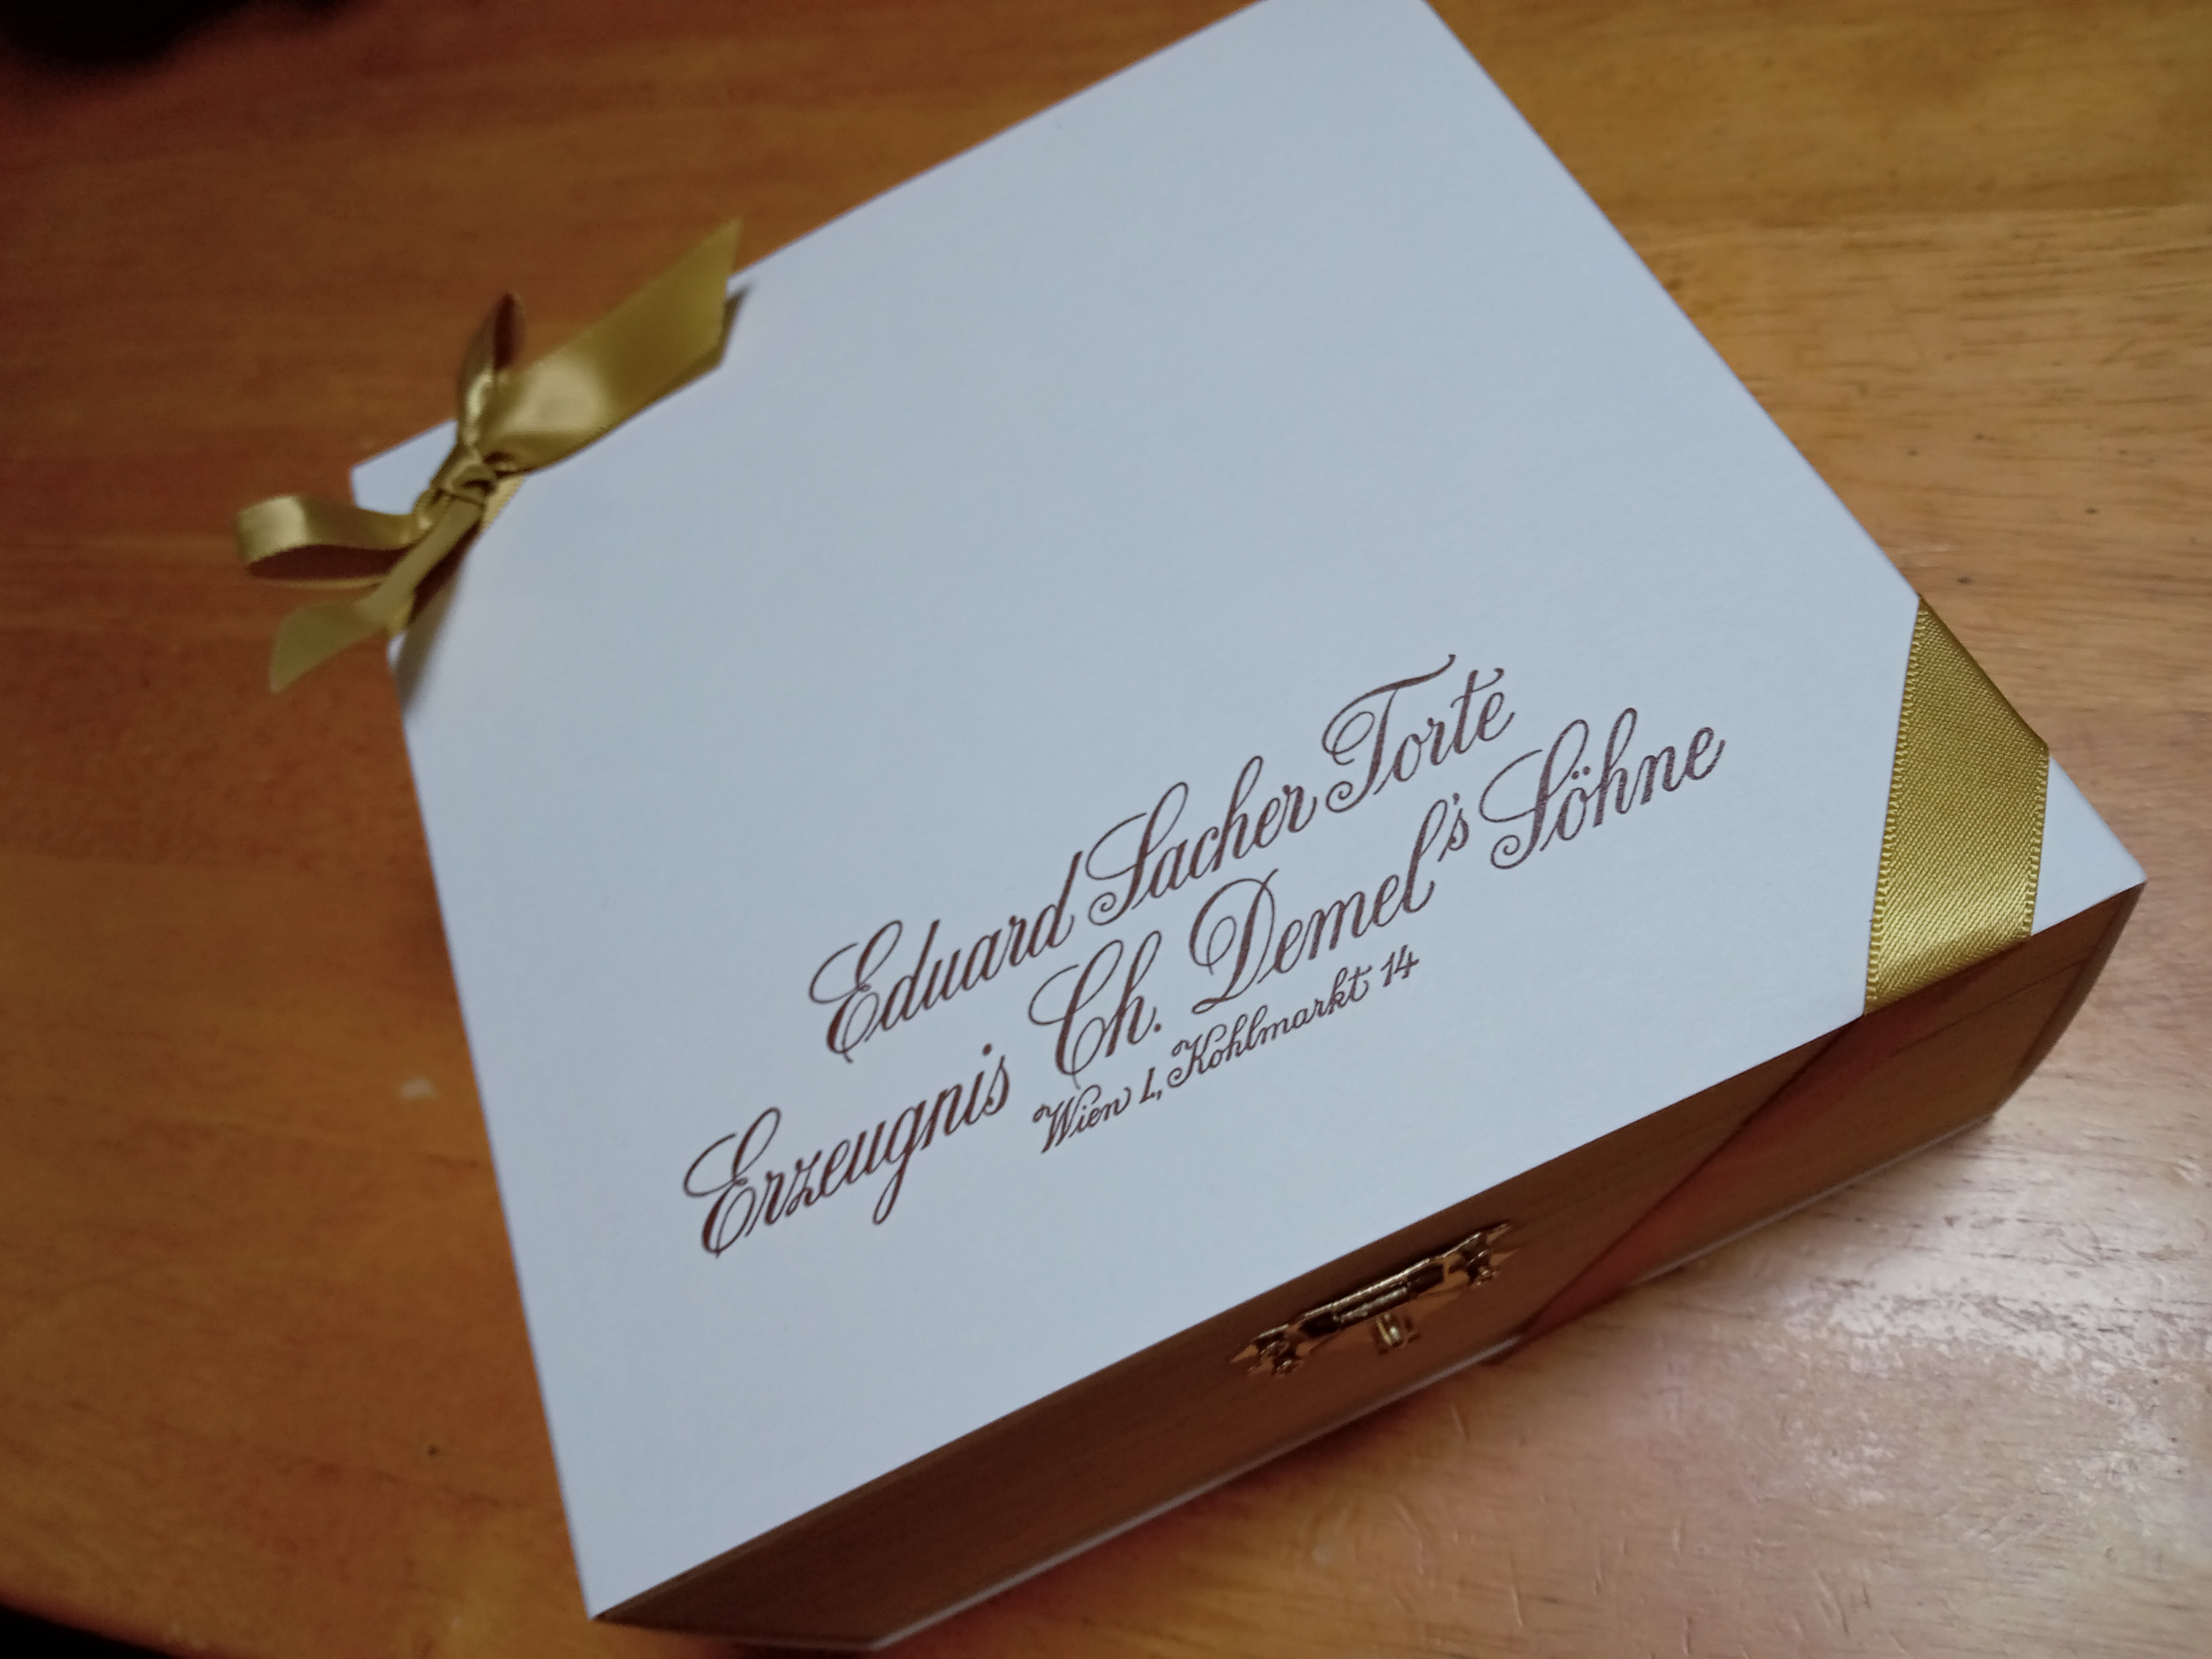 Eduard Sacher Torte
Erzeugnis Ch. Demel's Söhne
Wien 1, Kohlmarkt 14